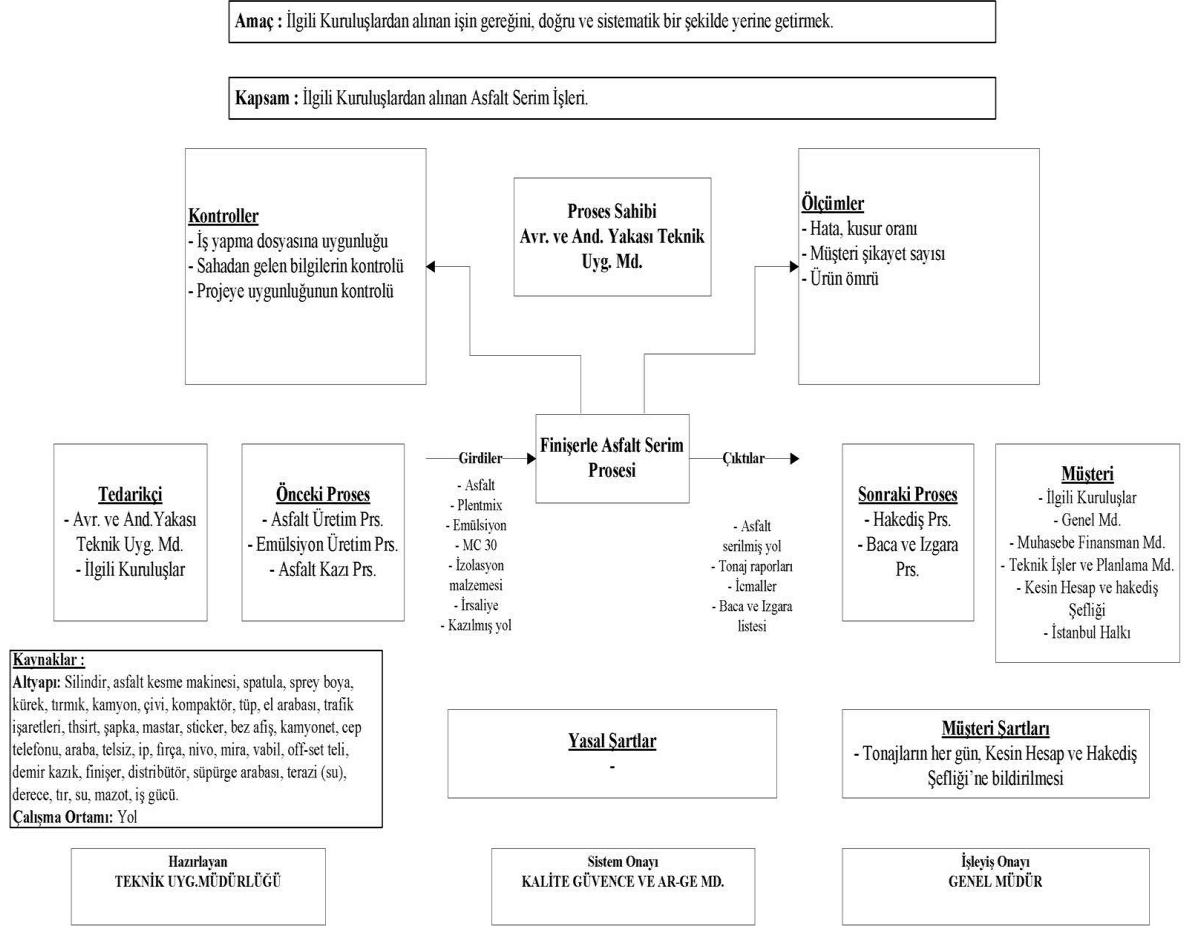 Amaç : İlgili Kuruluşlardan alınan işin gereğini, doğru ve sistematik bir şekilde yerine getirmek.
Kapsam : İlgili Kuruluşlardan alınan Asfalt Serim İşleri.
Kontroller
- İş yapma dosyasına uygunluğu
- Sahadan gelen bilgilerin kontrolü
- Projeye uygunluğunun kontrolü
Proses Sahibi
Avr. ve And. Yakası Teknik
Uyg. Md.
Ölçümler
- Hata, kusur oranı
- Müşteri şikayet sayısı
- Ürün ömrü
Tedarikçi
- Avr. ve And.Yakası
Teknik Uyg. Md.
- İlgili Kuruluşlar
Önceki Proses
- Asfalt Üretim Prs.
- Emülsiyon Üretim Prs.
- Asfalt Kazı Prs.
Girdiler
- Asfalt
- Plentmix
- Emülsiyon
- MC 30
- İzolasyon
malzemesi
- İrsaliye
- Kazılmış yol
Finişerle Asfalt Serim
Prosesi
Çıktılar
- Asfalt
serilmiş yol
- Tonaj raporları
- İcmaller
- Baca ve Izgara
listesi
Sonraki Proses
- Hakediş Prs.
- Baca ve Izgara
Prs.
Müşteri
- İlgili Kuruluşlar
- Genel Md.
- Muhasebe Finansman Md.
- Teknik İşler ve Planlama Md.
- Kesin Hesap ve hakediş
Şefliği
- İstanbul Halkı
Kaynaklar :
Altyapı: Silindir, asfalt kesme makinesi, spatula, sprey boya,
kürek, tırmık, kamyon, çivi, kompaktör, tüp, el arabası, trafik
işaretleri, thsirt, şapka, mastar, sticker, bez afiş, kamyonet, cep
telefonu, araba, telsiz, ip, fırça, nivo, mira, vabil, off-set teli,
demir kazık, finişer, distribütör, süpürge arabası, terazi (su),
derece, tır, su, mazot, iş gücü.
Çalışma Ortamı: Yol
Yasal Şartlar
-
Müşteri Şartları
- Tonajların her gün, Kesin Hesap ve Hakediş
Şefliği'ne bildirilmesi
Hazırlayan
TEKNİK UYG.MÜDÜRLÜĞÜ
Sistem Onayı
KALİTE GÜVENCE VE AR-GE MD.
İşleyiş Onayı
GENEL MÜDÜR